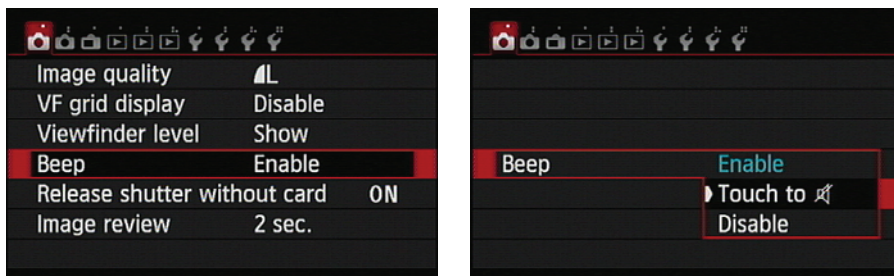 Image quality L
VF grid display Disable
Viewfinder level Show
Beep Enable
Release shutter without card ON
Image review 2 sec.
Beep Enable
Touch to
Disable